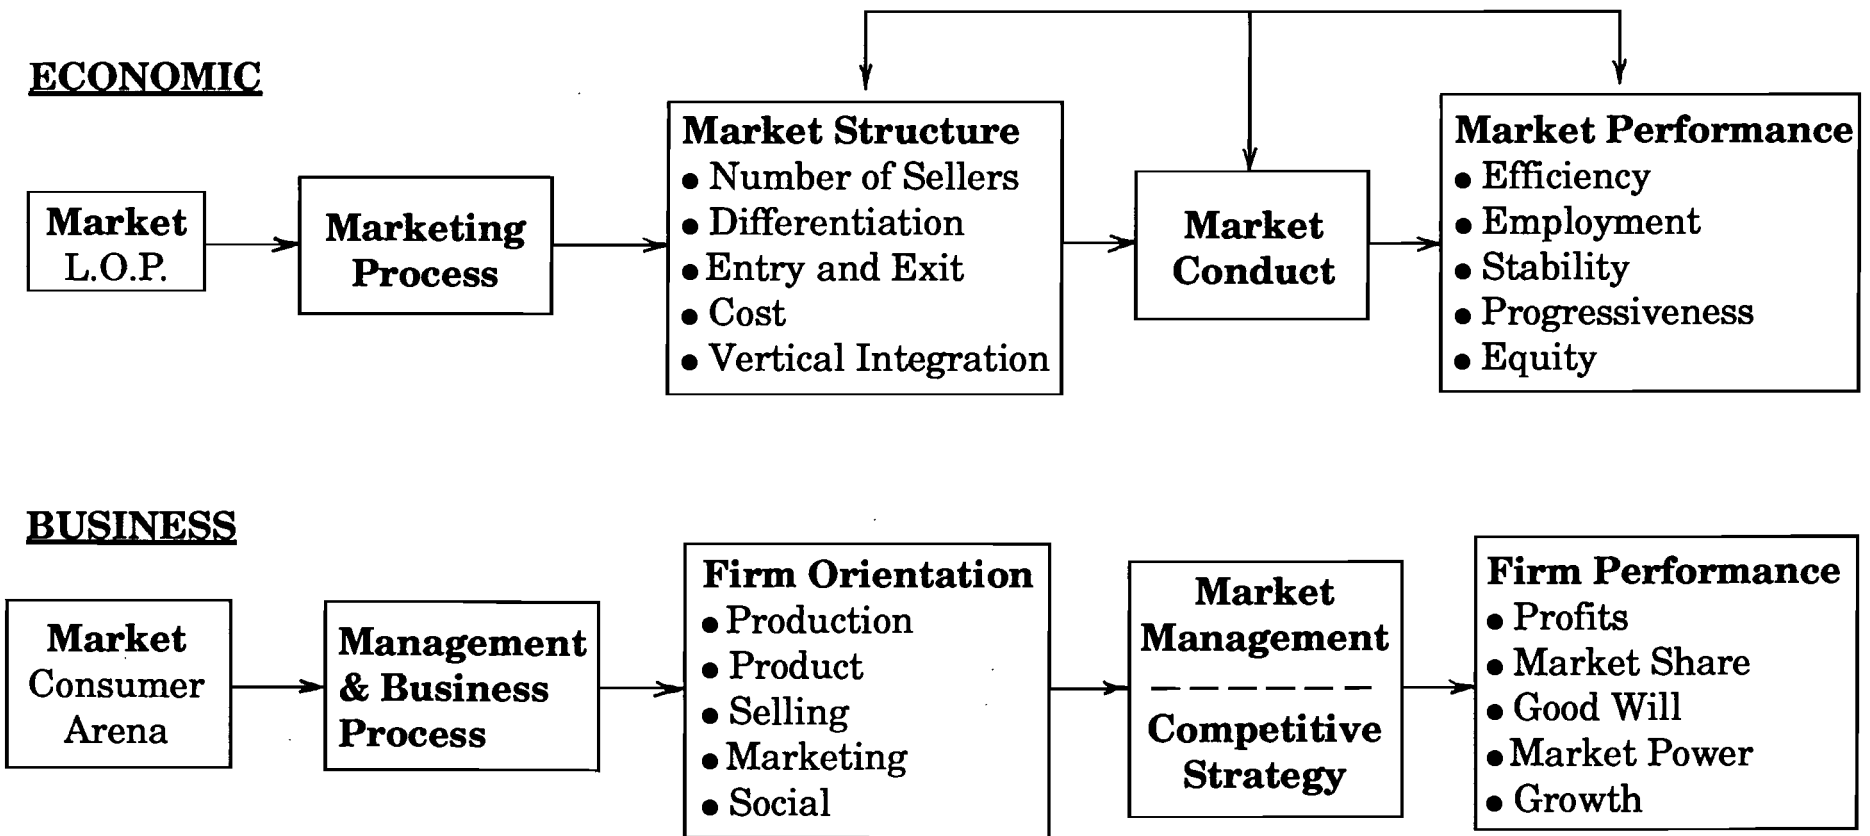 ECONOMIC
Market
L.O.P.
Marketing
Process
Market Structure
• Number of Sellers
• Differentiation
• Entry and Exit
• Cost
• Vertical Integration
Market
Conduct
Market Performance
• Efficiency
• Employment
• Stability
• Progressiveness
• Equity
BUSINESS
Market
Consumer
Arena
Management
& Business
Process
Firm Orientation
• Production
• Product
• Selling
• Marketing
• Social
Market
Management
Competitive
Strategy
Firm Performance
• Profits
• Market Share
• Good Will
• Market Power
• Growth